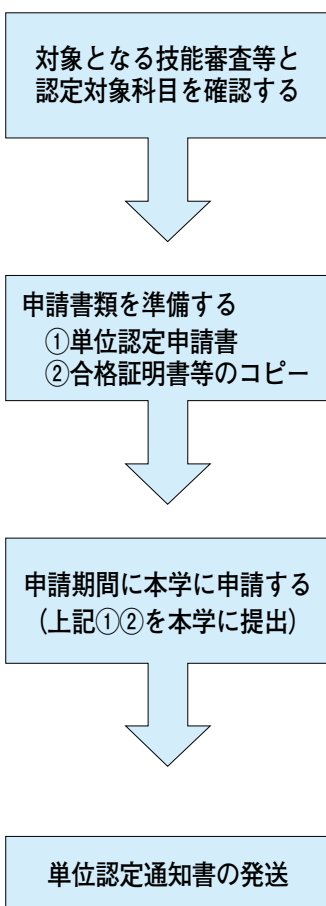 対象となる技能審査等と
認定対象科目を確認する
申請書類を準備する
①単位認定申請書
②合格証明書等のコピー
申請期間に本学に申請する
（上記①②を本学に提出）
単位認定通知書の発送